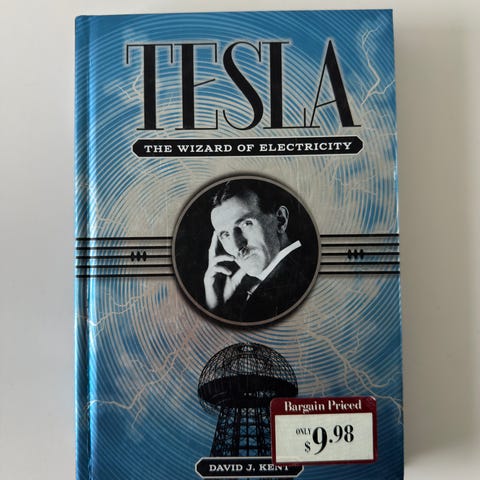 TESLA
THE WIZARD OF ELECTRICITY
Bargain Priced
ONLY
$9.98
DAVID J. KENT